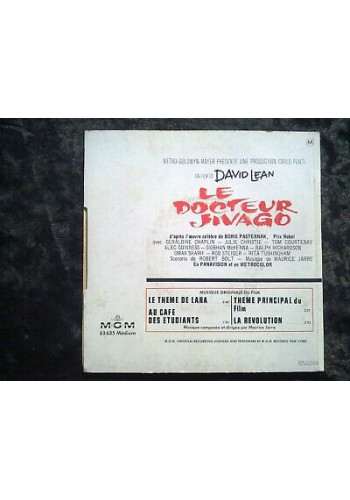 M
METRO-GOLDWYN-MAYER PRÉSENTE UNE PRODUCTION CARLO PONTI
UN FILM DE DAVID LEAN
LE
DOCTEUR
JIVAGO
d'après l'œuvre célèbre de BORIS PASTERNAK, Prix Nobel
avec GERALDINE CHAPLIN - JULIE CHRISTIE - TOM COURTENAY
ALEC GUINNESS - SIOBHAN McKENNA - RALPH RICHARDSON
OMAR SHARIF - ROD STEIGER - RITA TUSHINGHAM
Scénario de ROBERT BOLT - Musique de MAURICE JARRE
En PANAVISION et en METROCOLOR
MUSIQUE ORIGINALE DU FILM
LE THEME DE LARA
AU CAFE
DES ETUDIANTS
THÈME PRINCIPAL du
Film
LA REVOLUTION
Musique composée et dirigée par Maurice Jarre
MGM
63.625 Médium